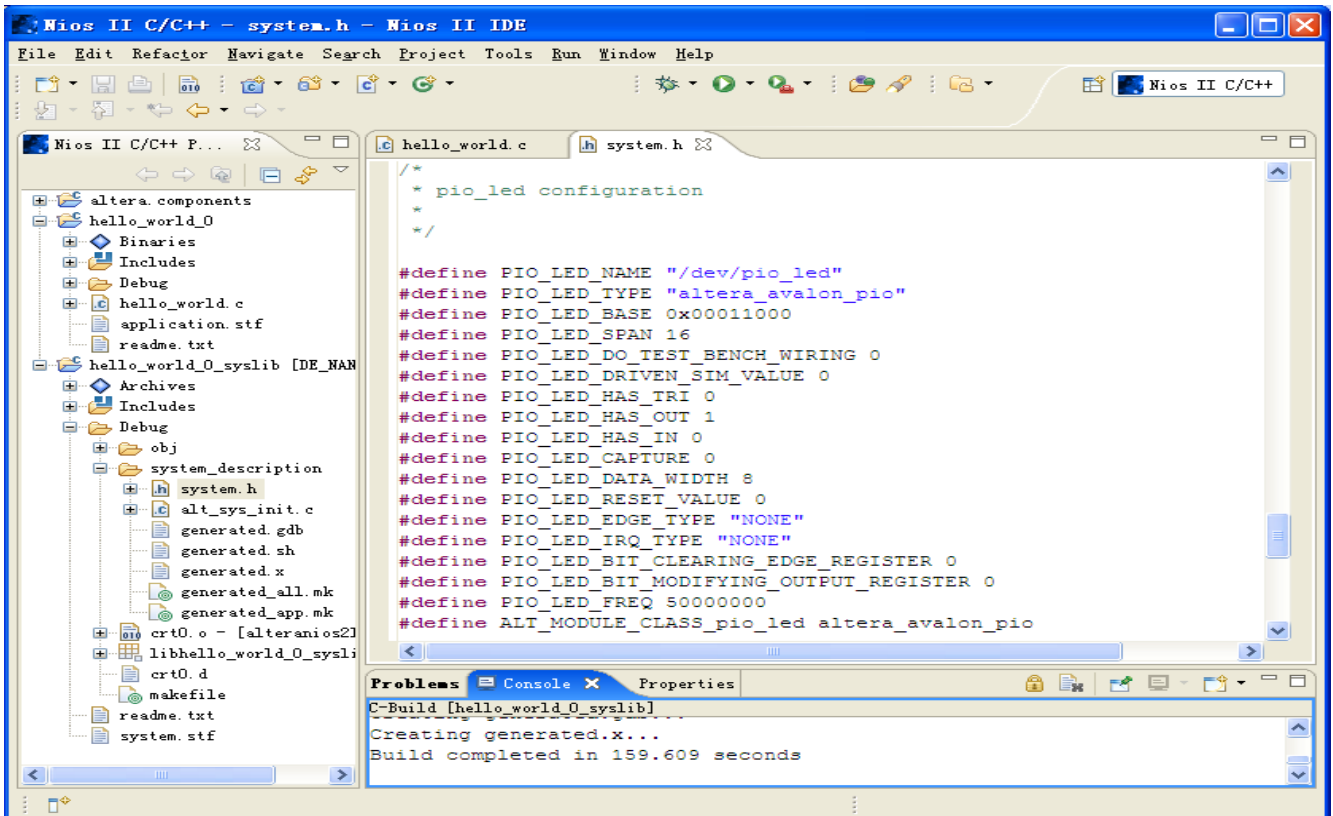 Nios II C/C++ - system.h - Nios II IDE
File Edit Refactor Navigate Search Project Tools Run Window Help
Nios II C/C++
Nios II C/C++ P...
altera.components
hello_world_0
Binaries
Includes
Debug
hello_world.c
application.stf
readme.txt
hello_world_0_syslib [DE_NAN
Archives
Includes
Debug
obj
system_description
system.h
alt_sys_init.c
generated.gdb
generated.sh
generated.x
generated_all.mk
generated_app.mk
crt0.o - [alteranios2]
libhello_world_0_sysli
crt0.d
makefile
readme.txt
system.stf
hello_world.c system.h
/*
* pio_led configuration
*
*/
#define PIO_LED_NAME "/dev/pio_led"
#define PIO_LED_TYPE "altera_avalon_pio"
#define PIO_LED_BASE 0x00011000
#define PIO_LED_SPAN 16
#define PIO_LED_DO_TEST_BENCH_WIRING 0
#define PIO_LED_DRIVEN_SIM_VALUE 0
#define PIO_LED_HAS_TRI 0
#define PIO_LED_HAS_OUT 1
#define PIO_LED_HAS_IN 0
#define PIO_LED_CAPTURE 0
#define PIO_LED_DATA_WIDTH 8
#define PIO_LED_RESET_VALUE 0
#define PIO_LED_EDGE_TYPE "NONE"
#define PIO_LED_IRQ_TYPE "NONE"
#define PIO_LED_BIT_CLEARING_EDGE_REGISTER 0
#define PIO_LED_BIT_MODIFYING_OUTPUT_REGISTER 0
#define PIO_LED_FREQ 50000000
#define ALT_MODULE_CLASS_pio_led altera_avalon_pio
Problems Console Properties
C-Build [hello_world_0_syslib]
Creating generated.x...
Build completed in 159.609 seconds